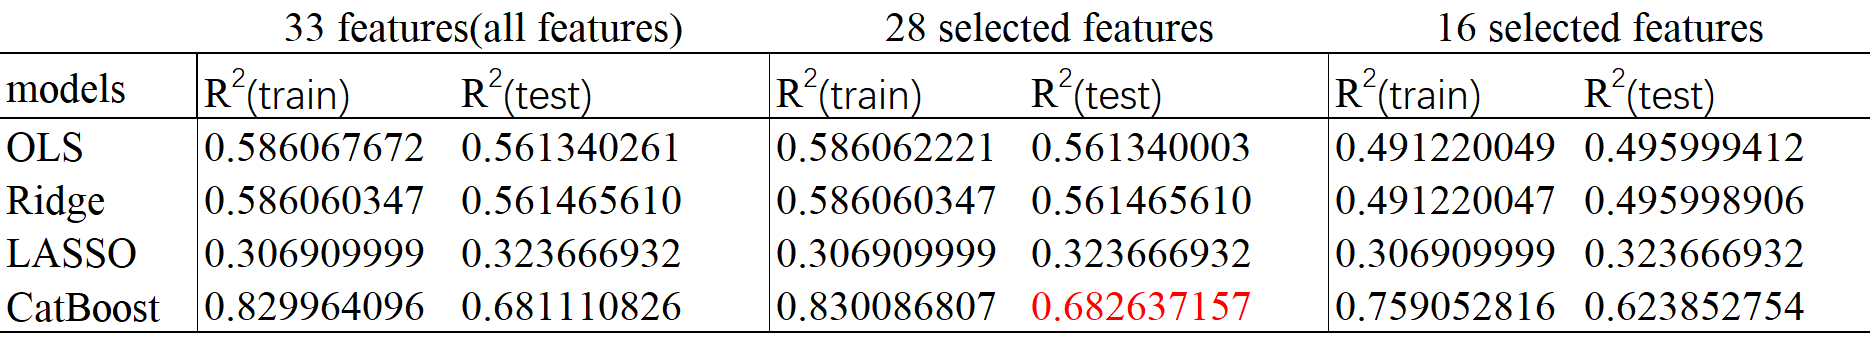 33 features(all features) 28 selected features 16 selected features
models R²(train) R²(test) R²(train) R²(test) R²(train) R²(test)
OLS 0.586067672 0.561340261 0.586062221 0.561340003 0.491220049 0.495999412
Ridge 0.586060347 0.561465610 0.586060347 0.561465610 0.491220047 0.495998906
LASSO 0.306909999 0.323666932 0.306909999 0.323666932 0.306909999 0.323666932
CatBoost 0.829964096 0.681110826 0.830086807 0.682637157 0.759052816 0.623852754